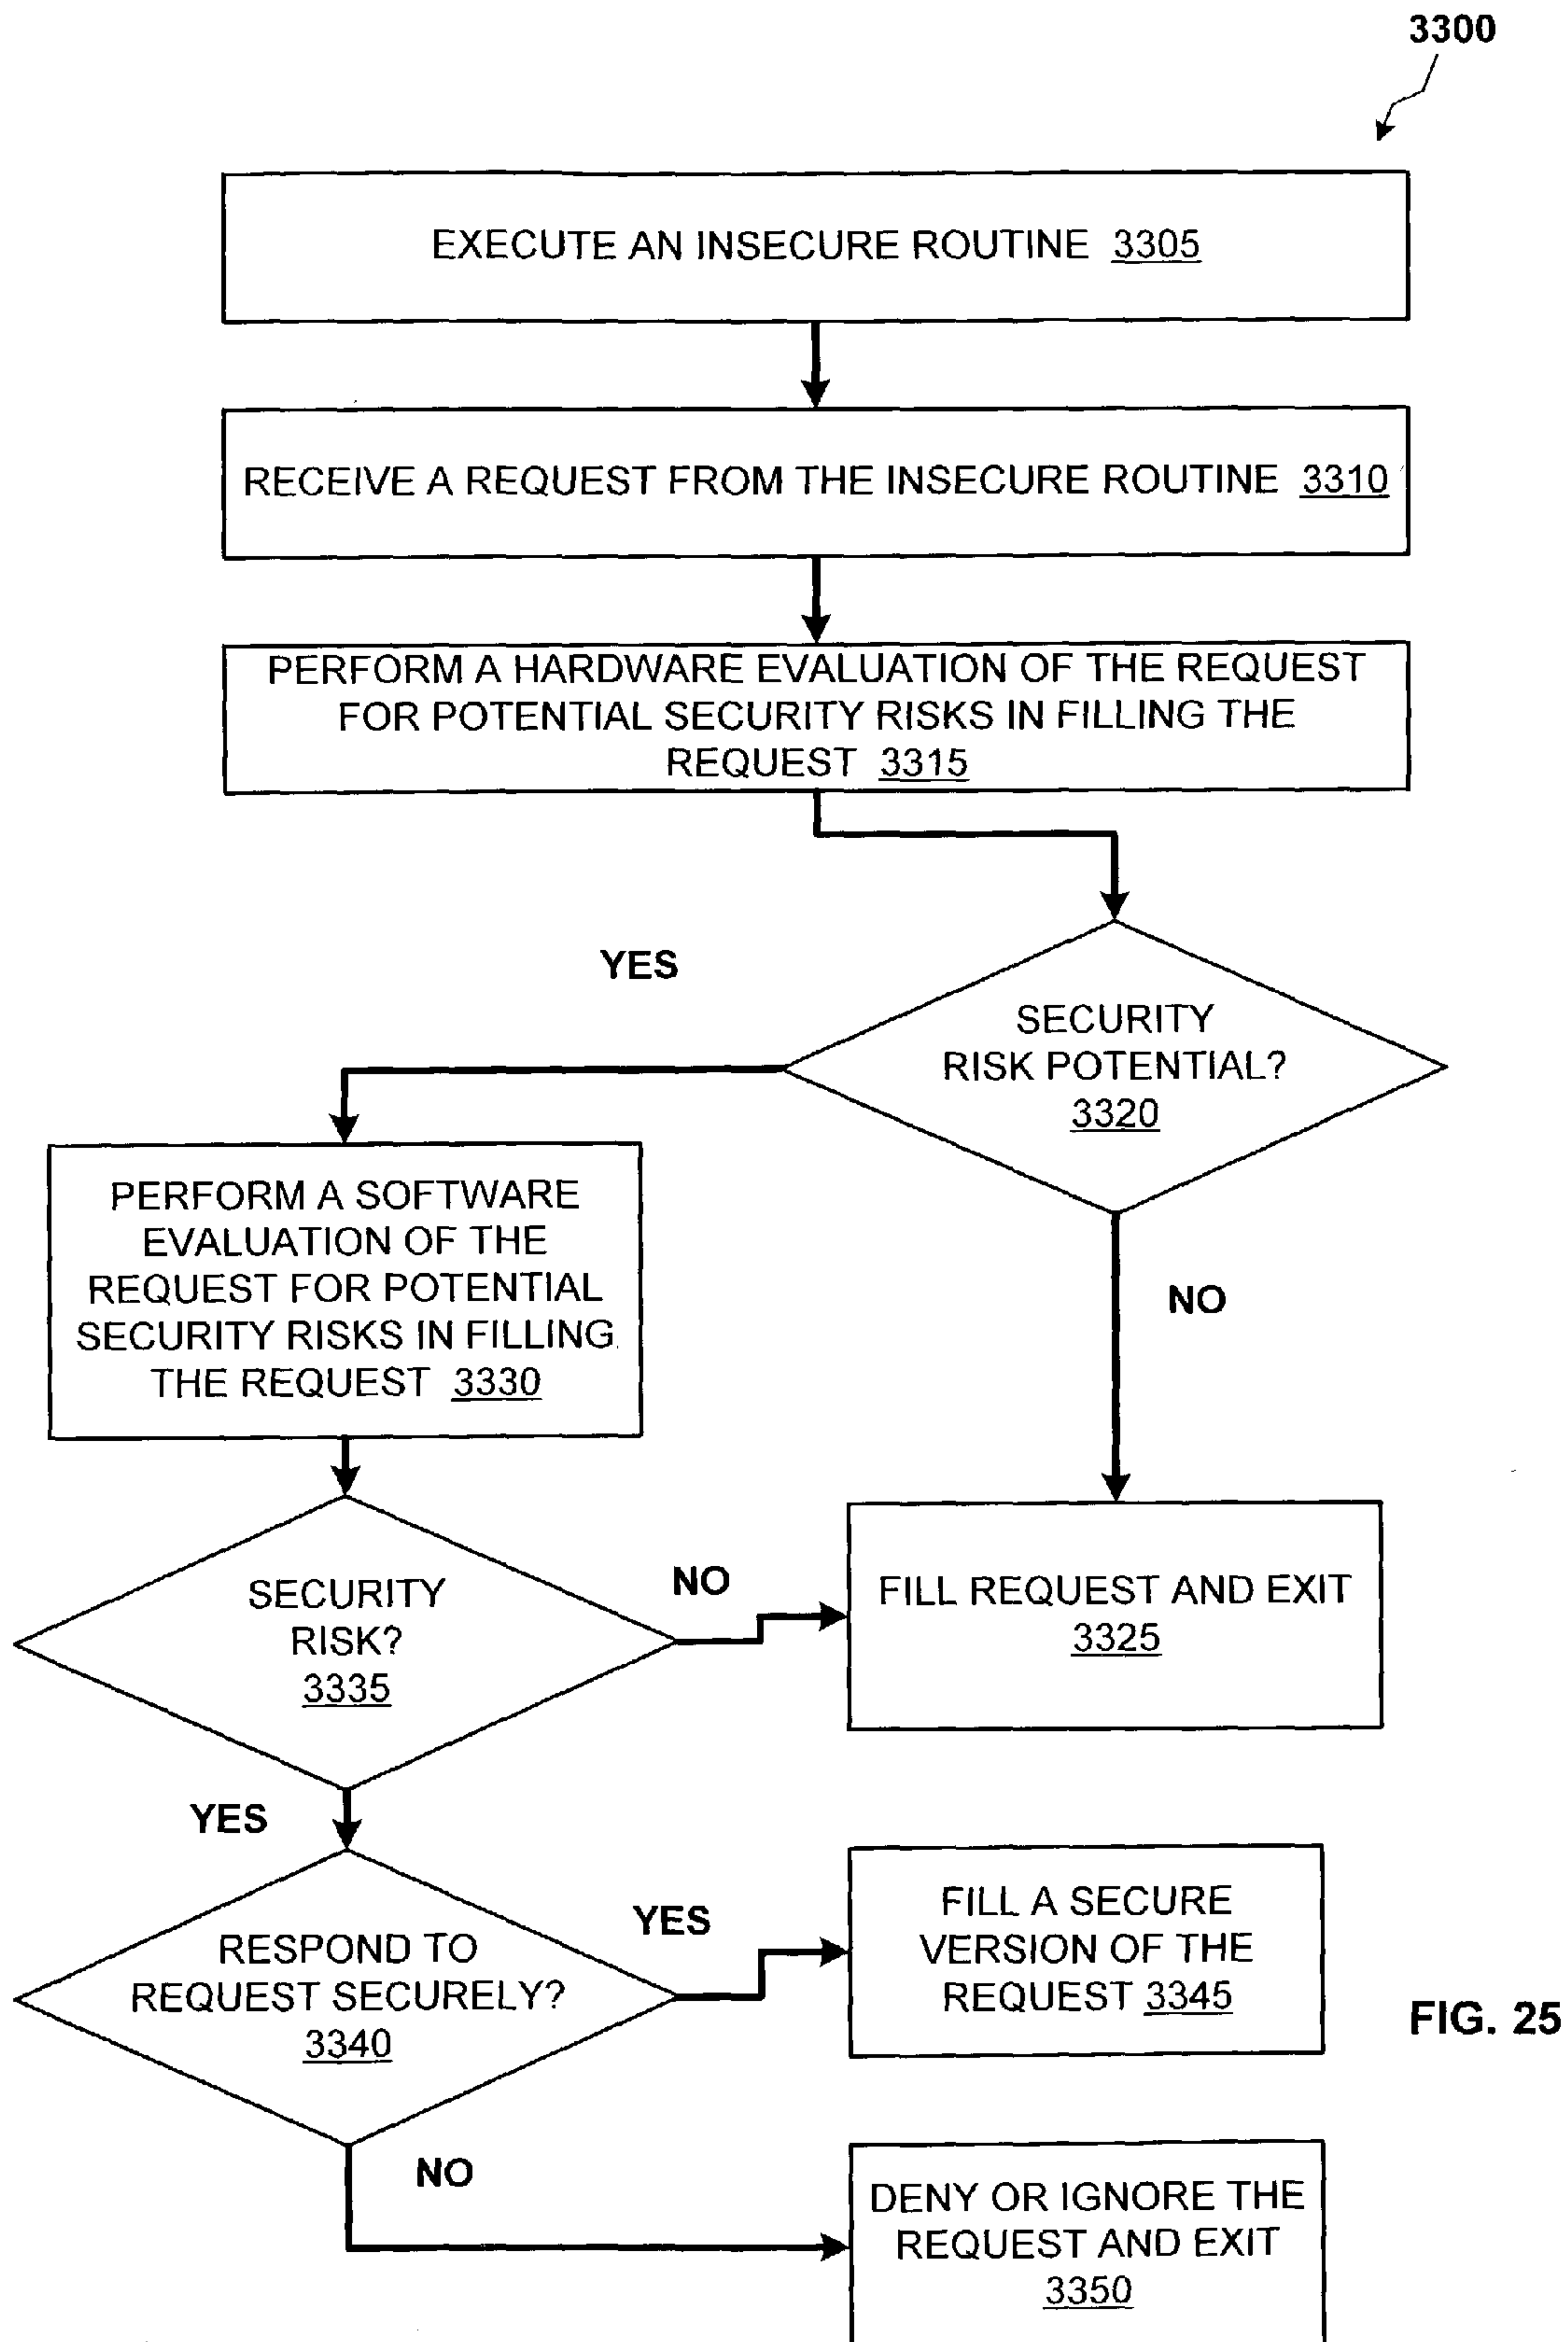 3300
EXECUTE AN INSECURE ROUTINE 3305
RECEIVE A REQUEST FROM THE INSECURE ROUTINE 3310
PERFORM A HARDWARE EVALUATION OF THE REQUEST
FOR POTENTIAL SECURITY RISKS IN FILLING THE
REQUEST 3315
YES
SECURITY
RISK POTENTIAL?
3320
PERFORM A SOFTWARE
EVALUATION OF THE
REQUEST FOR POTENTIAL
SECURITY RISKS IN FILLING
THE REQUEST 3330
NO
SECURITY
RISK?
3335
NO
FILL REQUEST AND EXIT
3325
YES
RESPOND TO
REQUEST SECURELY?
3340
YES
FILL A SECURE
VERSION OF THE
REQUEST 3345
FIG. 25
NO
DENY OR IGNORE THE
REQUEST AND EXIT
3350